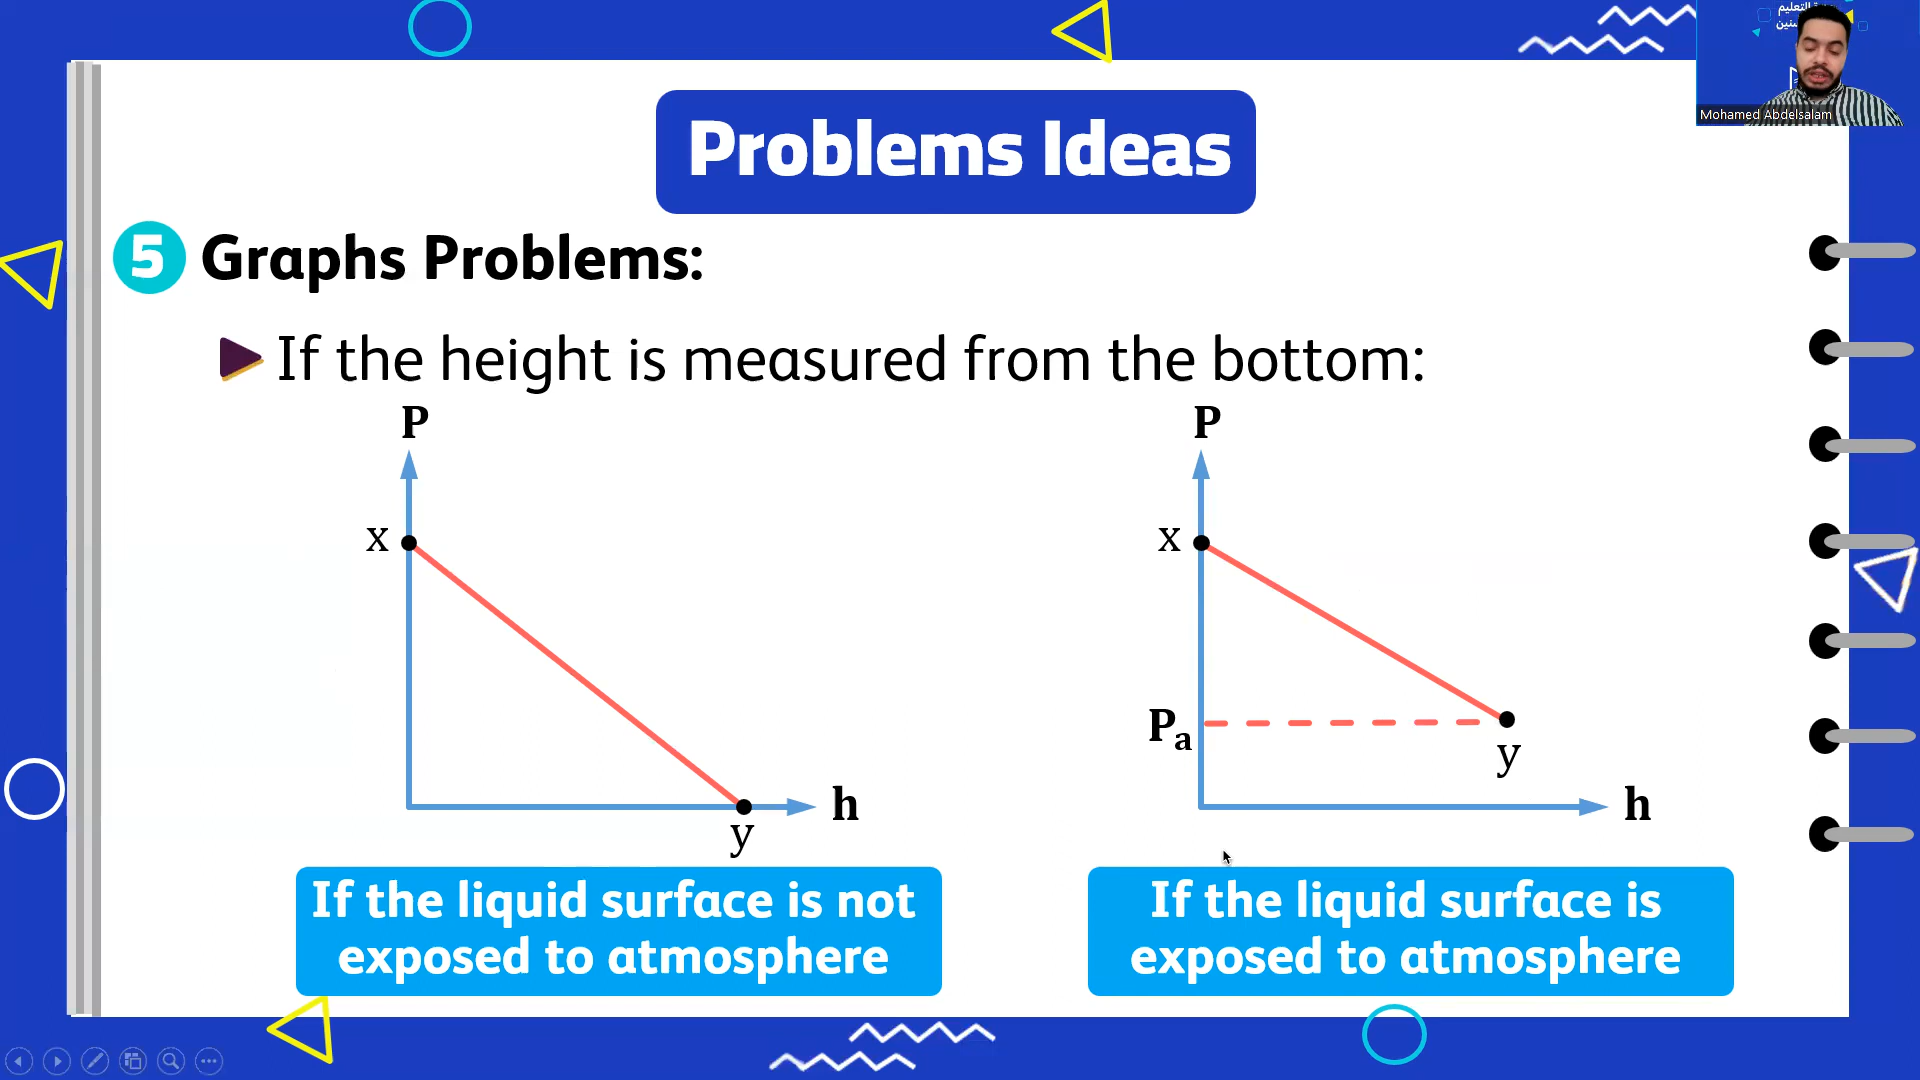 التعليم
Mohamed Abdelsalam
Problems Ideas
5 Graphs Problems:
If the height is measured from the bottom:
P
x
y
h
If the liquid surface is not
exposed to atmosphere
P
x
Pa
y
h
If the liquid surface is
exposed to atmosphere